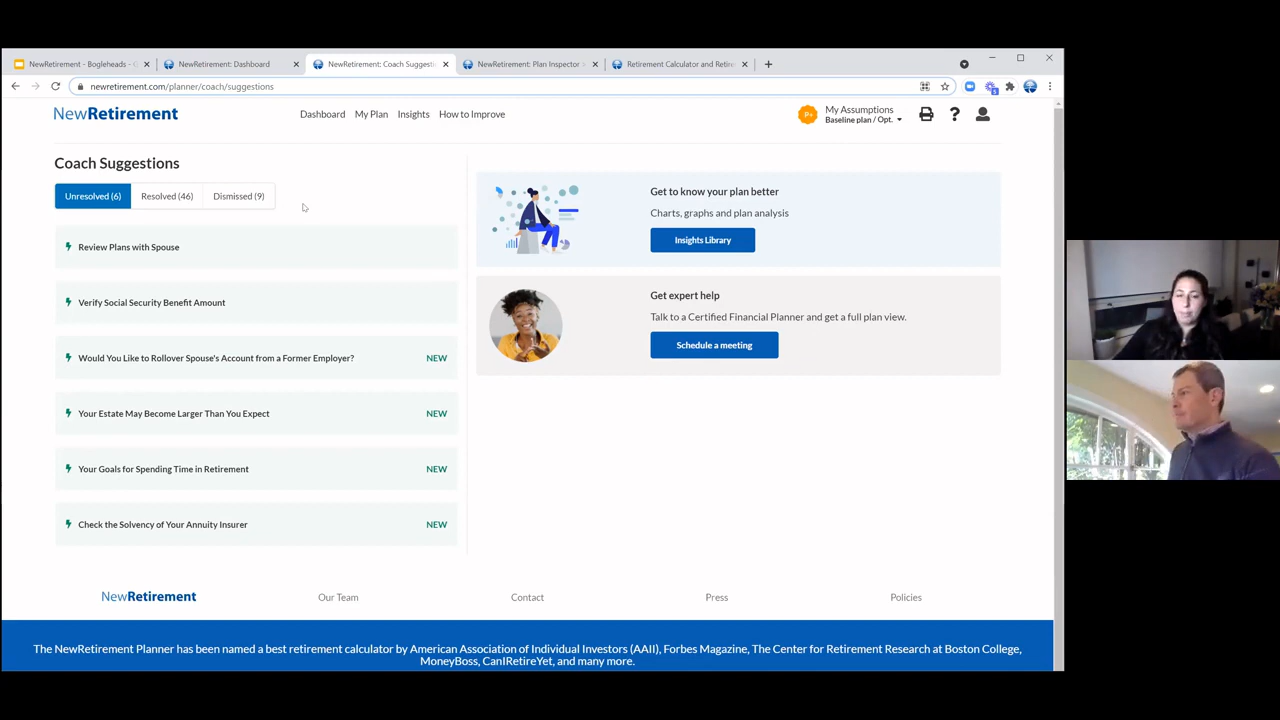 NewRetirement - Bogleheads -
NewRetirement: Dashboard
NewRetirement: Coach Suggesti
NewRetirement: Plan Inspector
Retirement Calculator and Retire
newretirement.com/planner/coach/suggestions
NewRetirement
Dashboard
My Plan
Insights
How to Improve
P+
My Assumptions
Baseline plan / Opt.
?
Coach Suggestions
Unresolved (6)
Resolved (46)
Dismissed (9)
Review Plans with Spouse
Verify Social Security Benefit Amount
Would You Like to Rollover Spouse's Account from a Former Employer?
NEW
Your Estate May Become Larger Than You Expect
NEW
Your Goals for Spending Time in Retirement
NEW
Check the Solvency of Your Annuity Insurer
NEW
Get to know your plan better
Charts, graphs and plan analysis
Insights Library
Get expert help
Talk to a Certified Financial Planner and get a full plan view.
Schedule a meeting
NewRetirement
Our Team
Contact
Press
Policies
The NewRetirement Planner has been named a best retirement calculator by American Association of Individual Investors (AAII), Forbes Magazine, The Center for Retirement Research at Boston College,
MoneyBoss, CanIRetireYet, and many more.